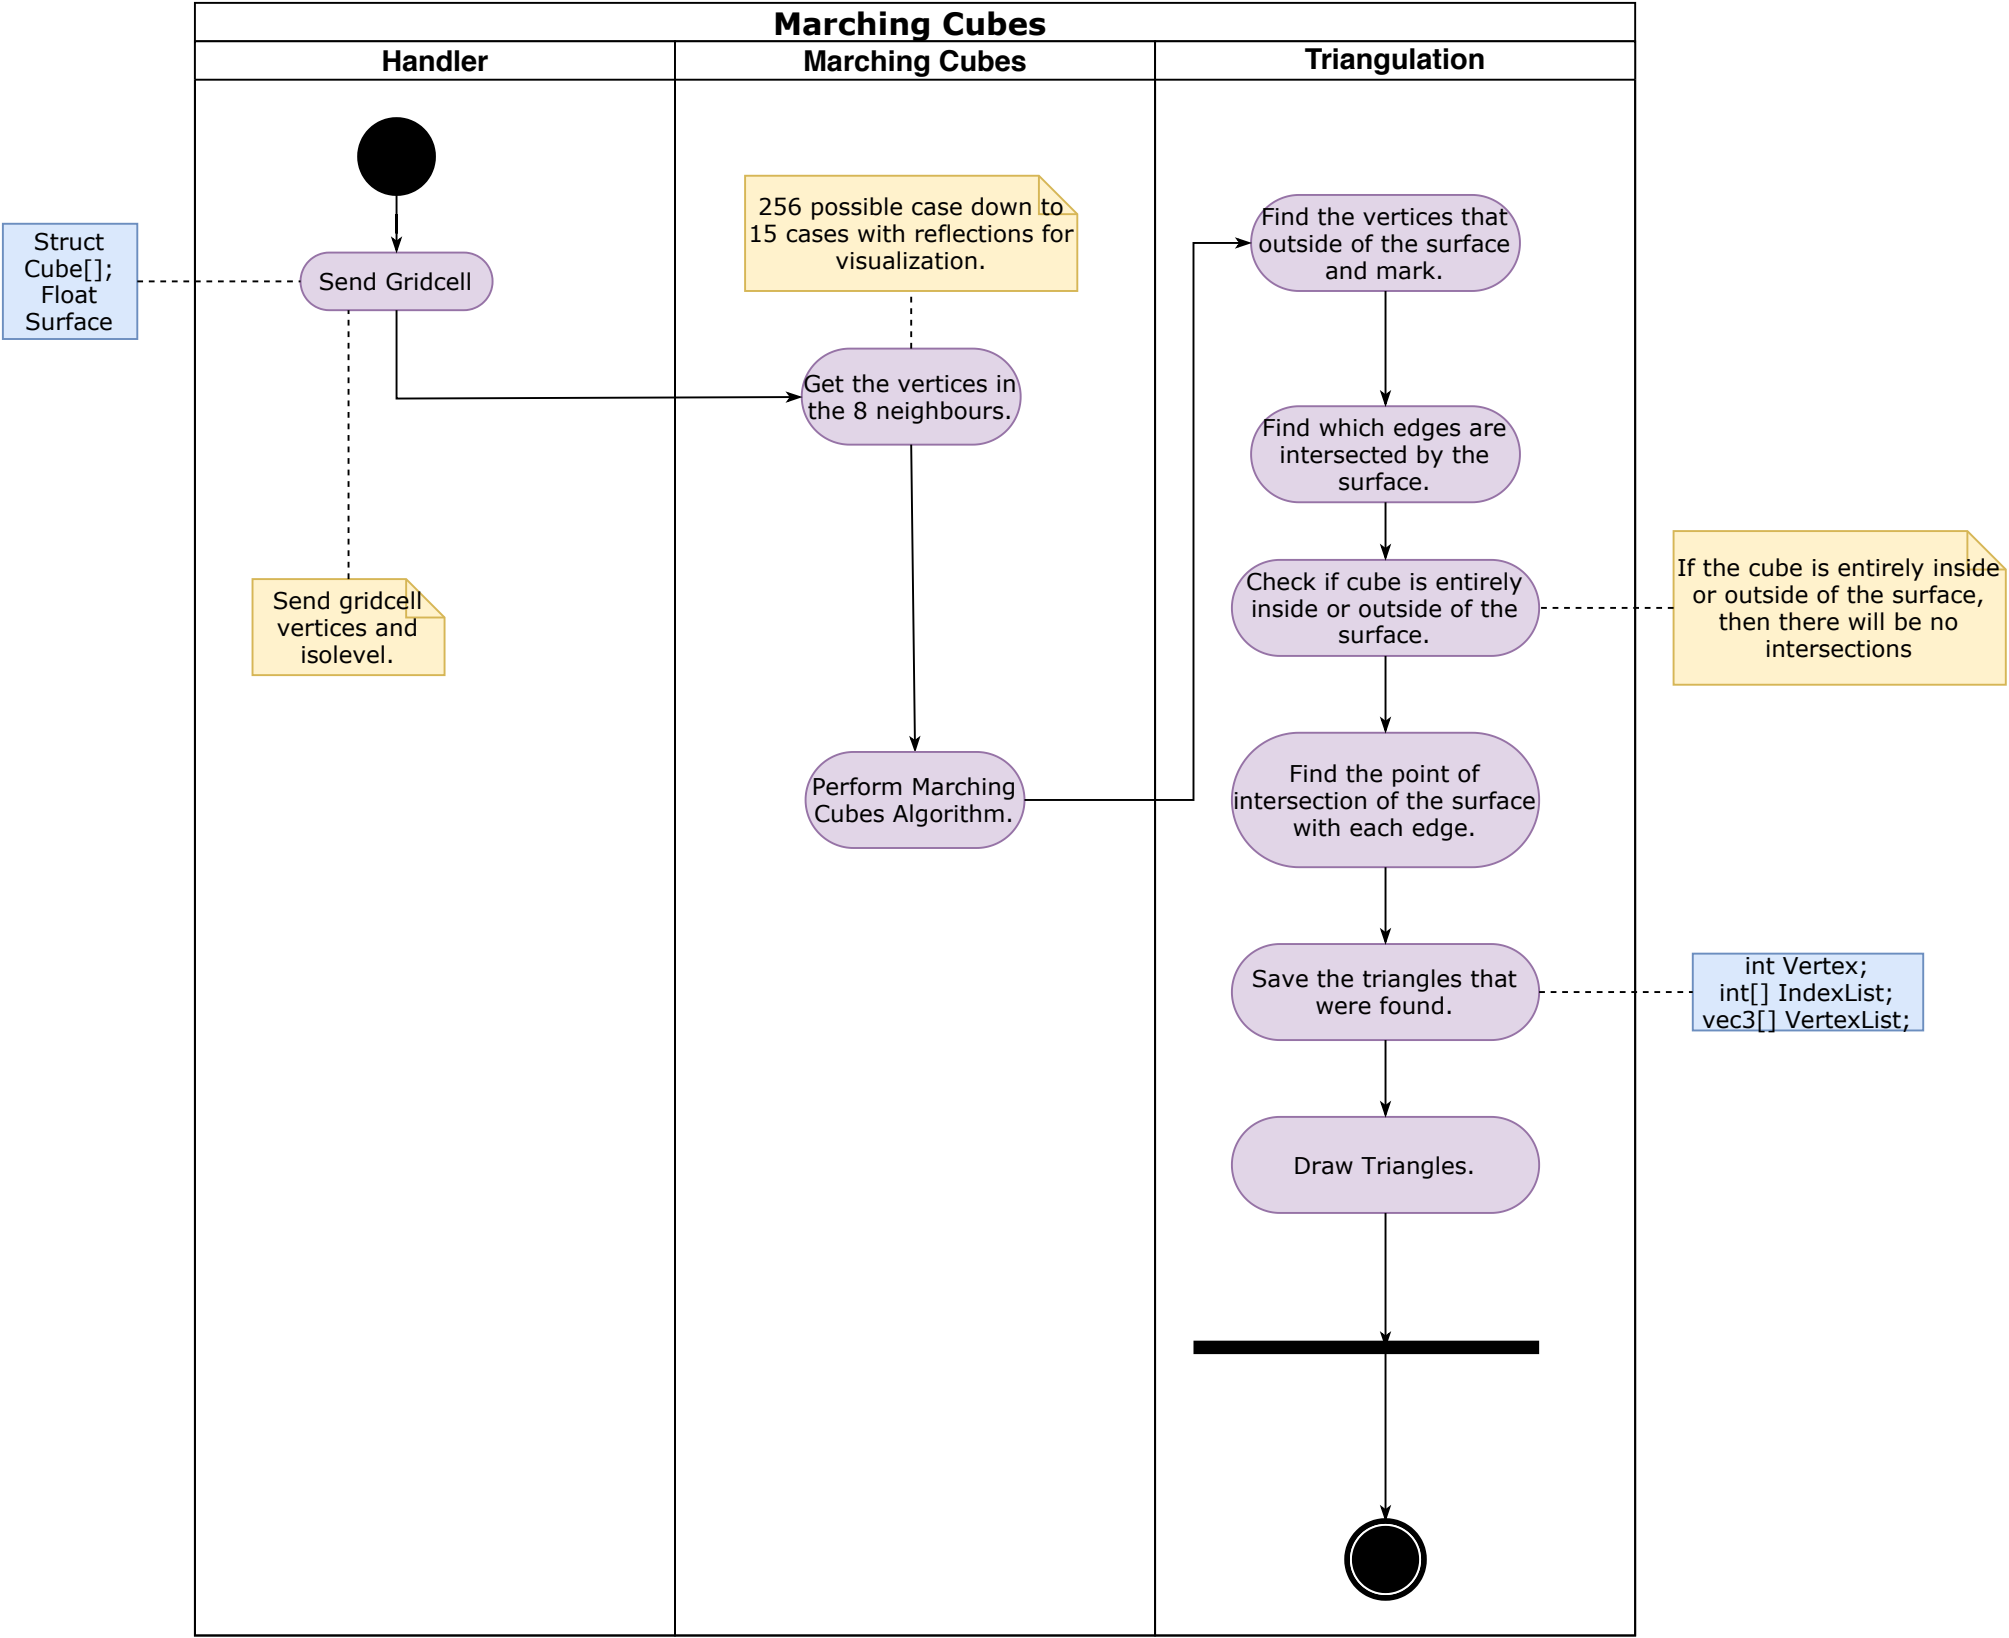 Marching Cubes
Handler
Marching Cubes
Triangulation
Struct
Cube[];
Float
Surface
Send Gridcell
Send gridcell
vertices and
isolevel.
256 possible case down to
15 cases with reflections for
visualization.
Get the vertices in
the 8 neighbours.
Perform Marching
Cubes Algorithm.
Find the vertices that
outside of the surface
and mark.
Find which edges are
intersected by the
surface.
Check if cube is entirely
inside or outside of the
surface.
If the cube is entirely inside
or outside of the surface,
then there will be no
intersections
Find the point of
intersection of the surface
with each edge.
Save the triangles that
were found.
int Vertex;
int[] IndexList;
vec3[] VertexList;
Draw Triangles.